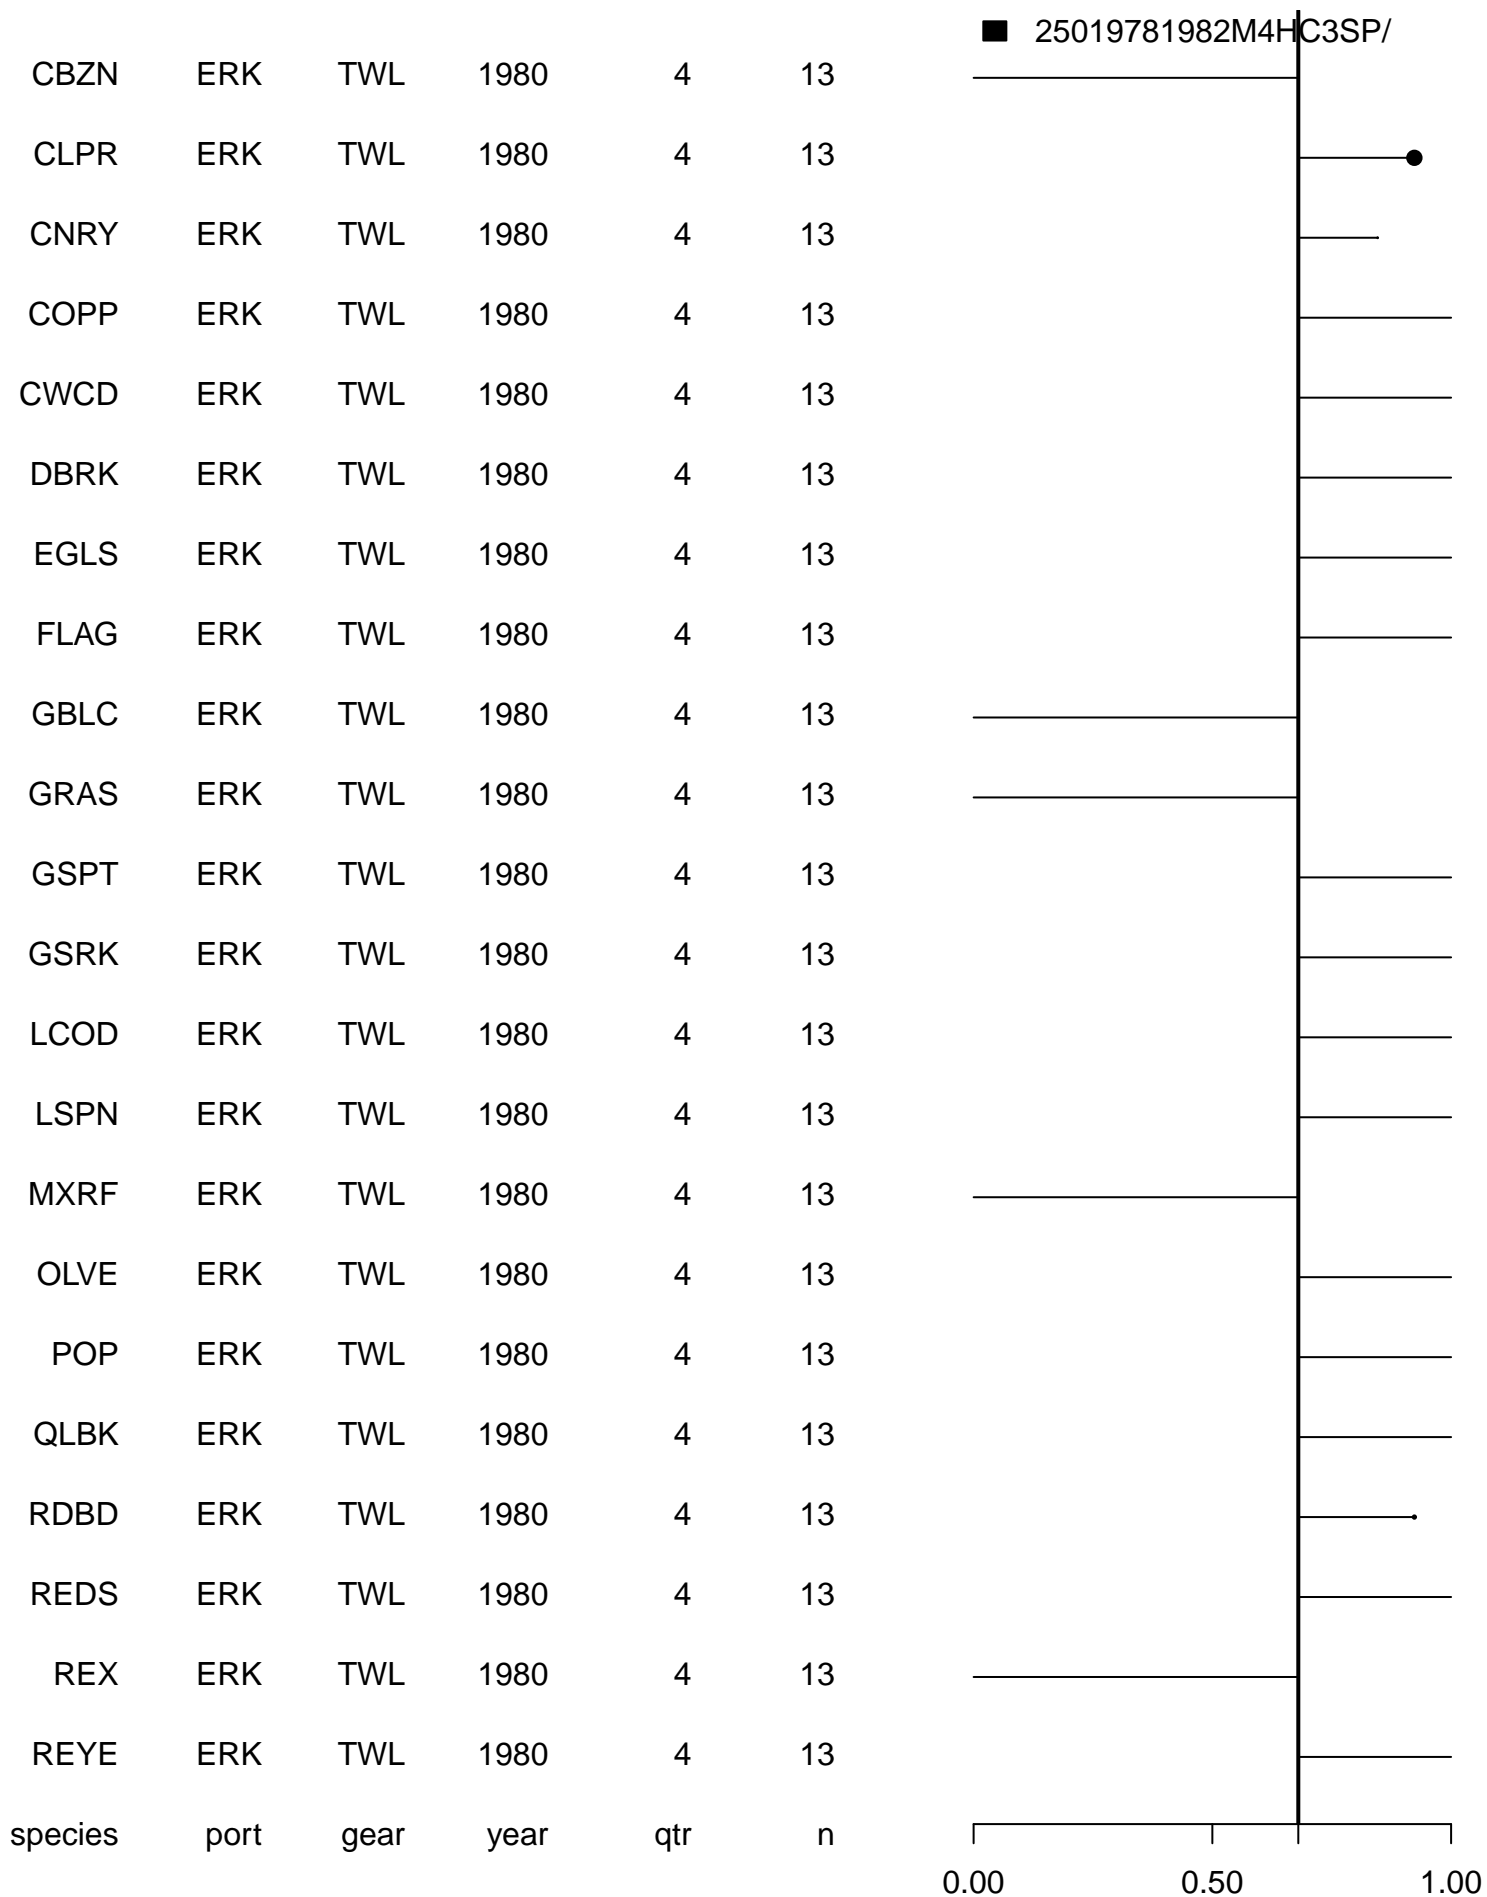 25019781982M4HC3SP/
CBZN ERK TWL 1980 4 13
CLPR ERK TWL 1980 4 13
CNRY ERK TWL 1980 4 13
COPP ERK TWL 1980 4 13
CWCD ERK TWL 1980 4 13
DBRK ERK TWL 1980 4 13
EGLS ERK TWL 1980 4 13
FLAG ERK TWL 1980 4 13
GBLC ERK TWL 1980 4 13
GRAS ERK TWL 1980 4 13
GSPT ERK TWL 1980 4 13
GSRK ERK TWL 1980 4 13
LCOD ERK TWL 1980 4 13
LSPN ERK TWL 1980 4 13
MXRF ERK TWL 1980 4 13
OLVE ERK TWL 1980 4 13
POP ERK TWL 1980 4 13
QLBK ERK TWL 1980 4 13
RDBD ERK TWL 1980 4 13
REDS ERK TWL 1980 4 13
REX ERK TWL 1980 4 13
REYE ERK TWL 1980 4 13
species port gear year qtr n
0.00 0.50 1.00